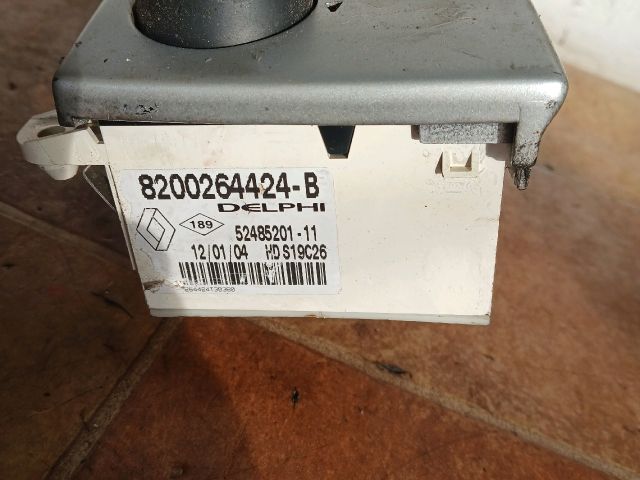 8200264424-B
DELPHI
189
52485201-11
12/01/04 HD S19C26